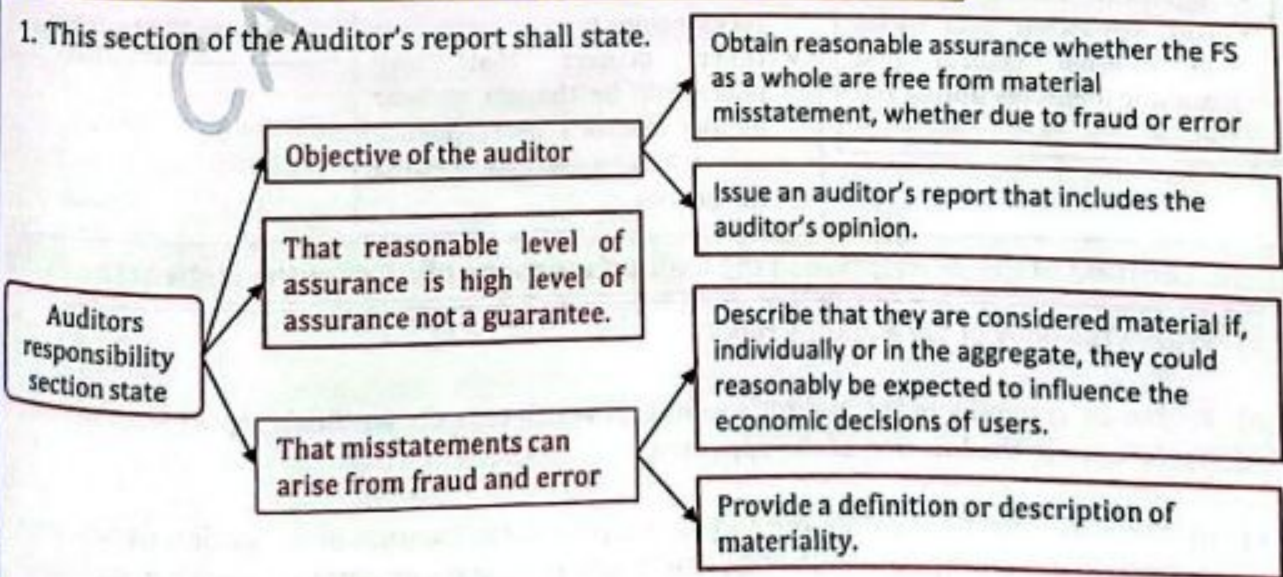 1. This section of the Auditor's report shall state.
CA
Objective of the auditor
Obtain reasonable assurance whether the FS
as a whole are free from material
misstatement, whether due to fraud or error
Issue an auditor's report that includes the
auditor's opinion.
Auditors
responsibility
section state
That reasonable level of
assurance is high level of
assurance not a guarantee.
That misstatements can
arise from fraud and error
Describe that they are considered material if,
individually or in the aggregate, they could
reasonably be expected to influence the
economic decisions of users.
Provide a definition or description of
materiality.